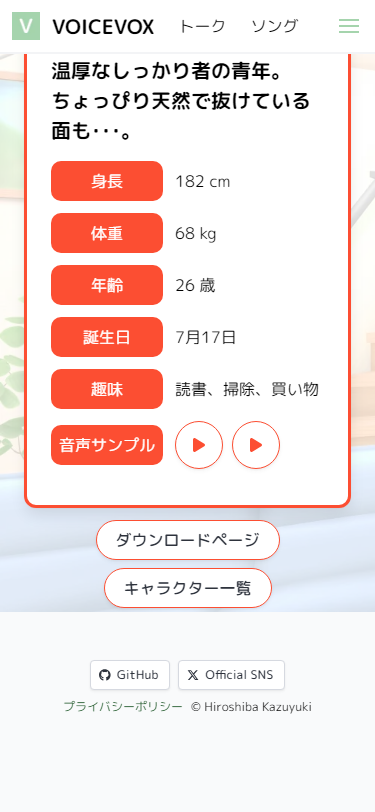 V VOICEVOX トーク ソング
温厚なしっかり者の青年。
ちょっぴり天然で抜けている
面も･･･。
身長 182 cm
体重 68 kg
年齢 26 歳
誕生日 7月17日
趣味 読書、掃除、買い物
音声サンプル
ダウンロードページ
キャラクター一覧
GitHub Official SNS
プライバシーポリシー © Hiroshiba Kazuyuki